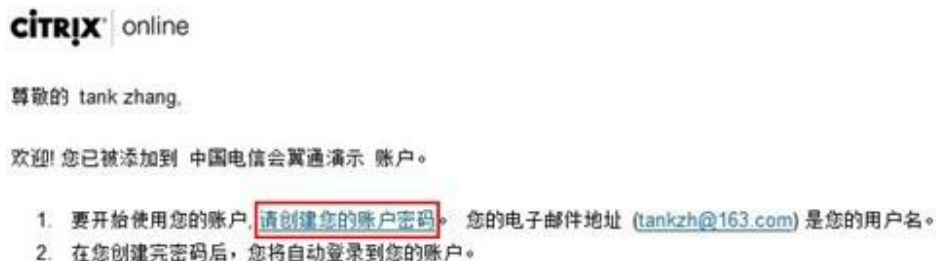 CİTRIX online
尊敬的 tank zhang,
欢迎! 您已被添加到 中国电信会翼通演示 账户。
1. 要开始使用您的账户,请创建您的账户密码。 您的电子邮件地址 (tankzh@163.com) 是您的用户名。
2. 在您创建完密码后，您将自动登录到您的账户。